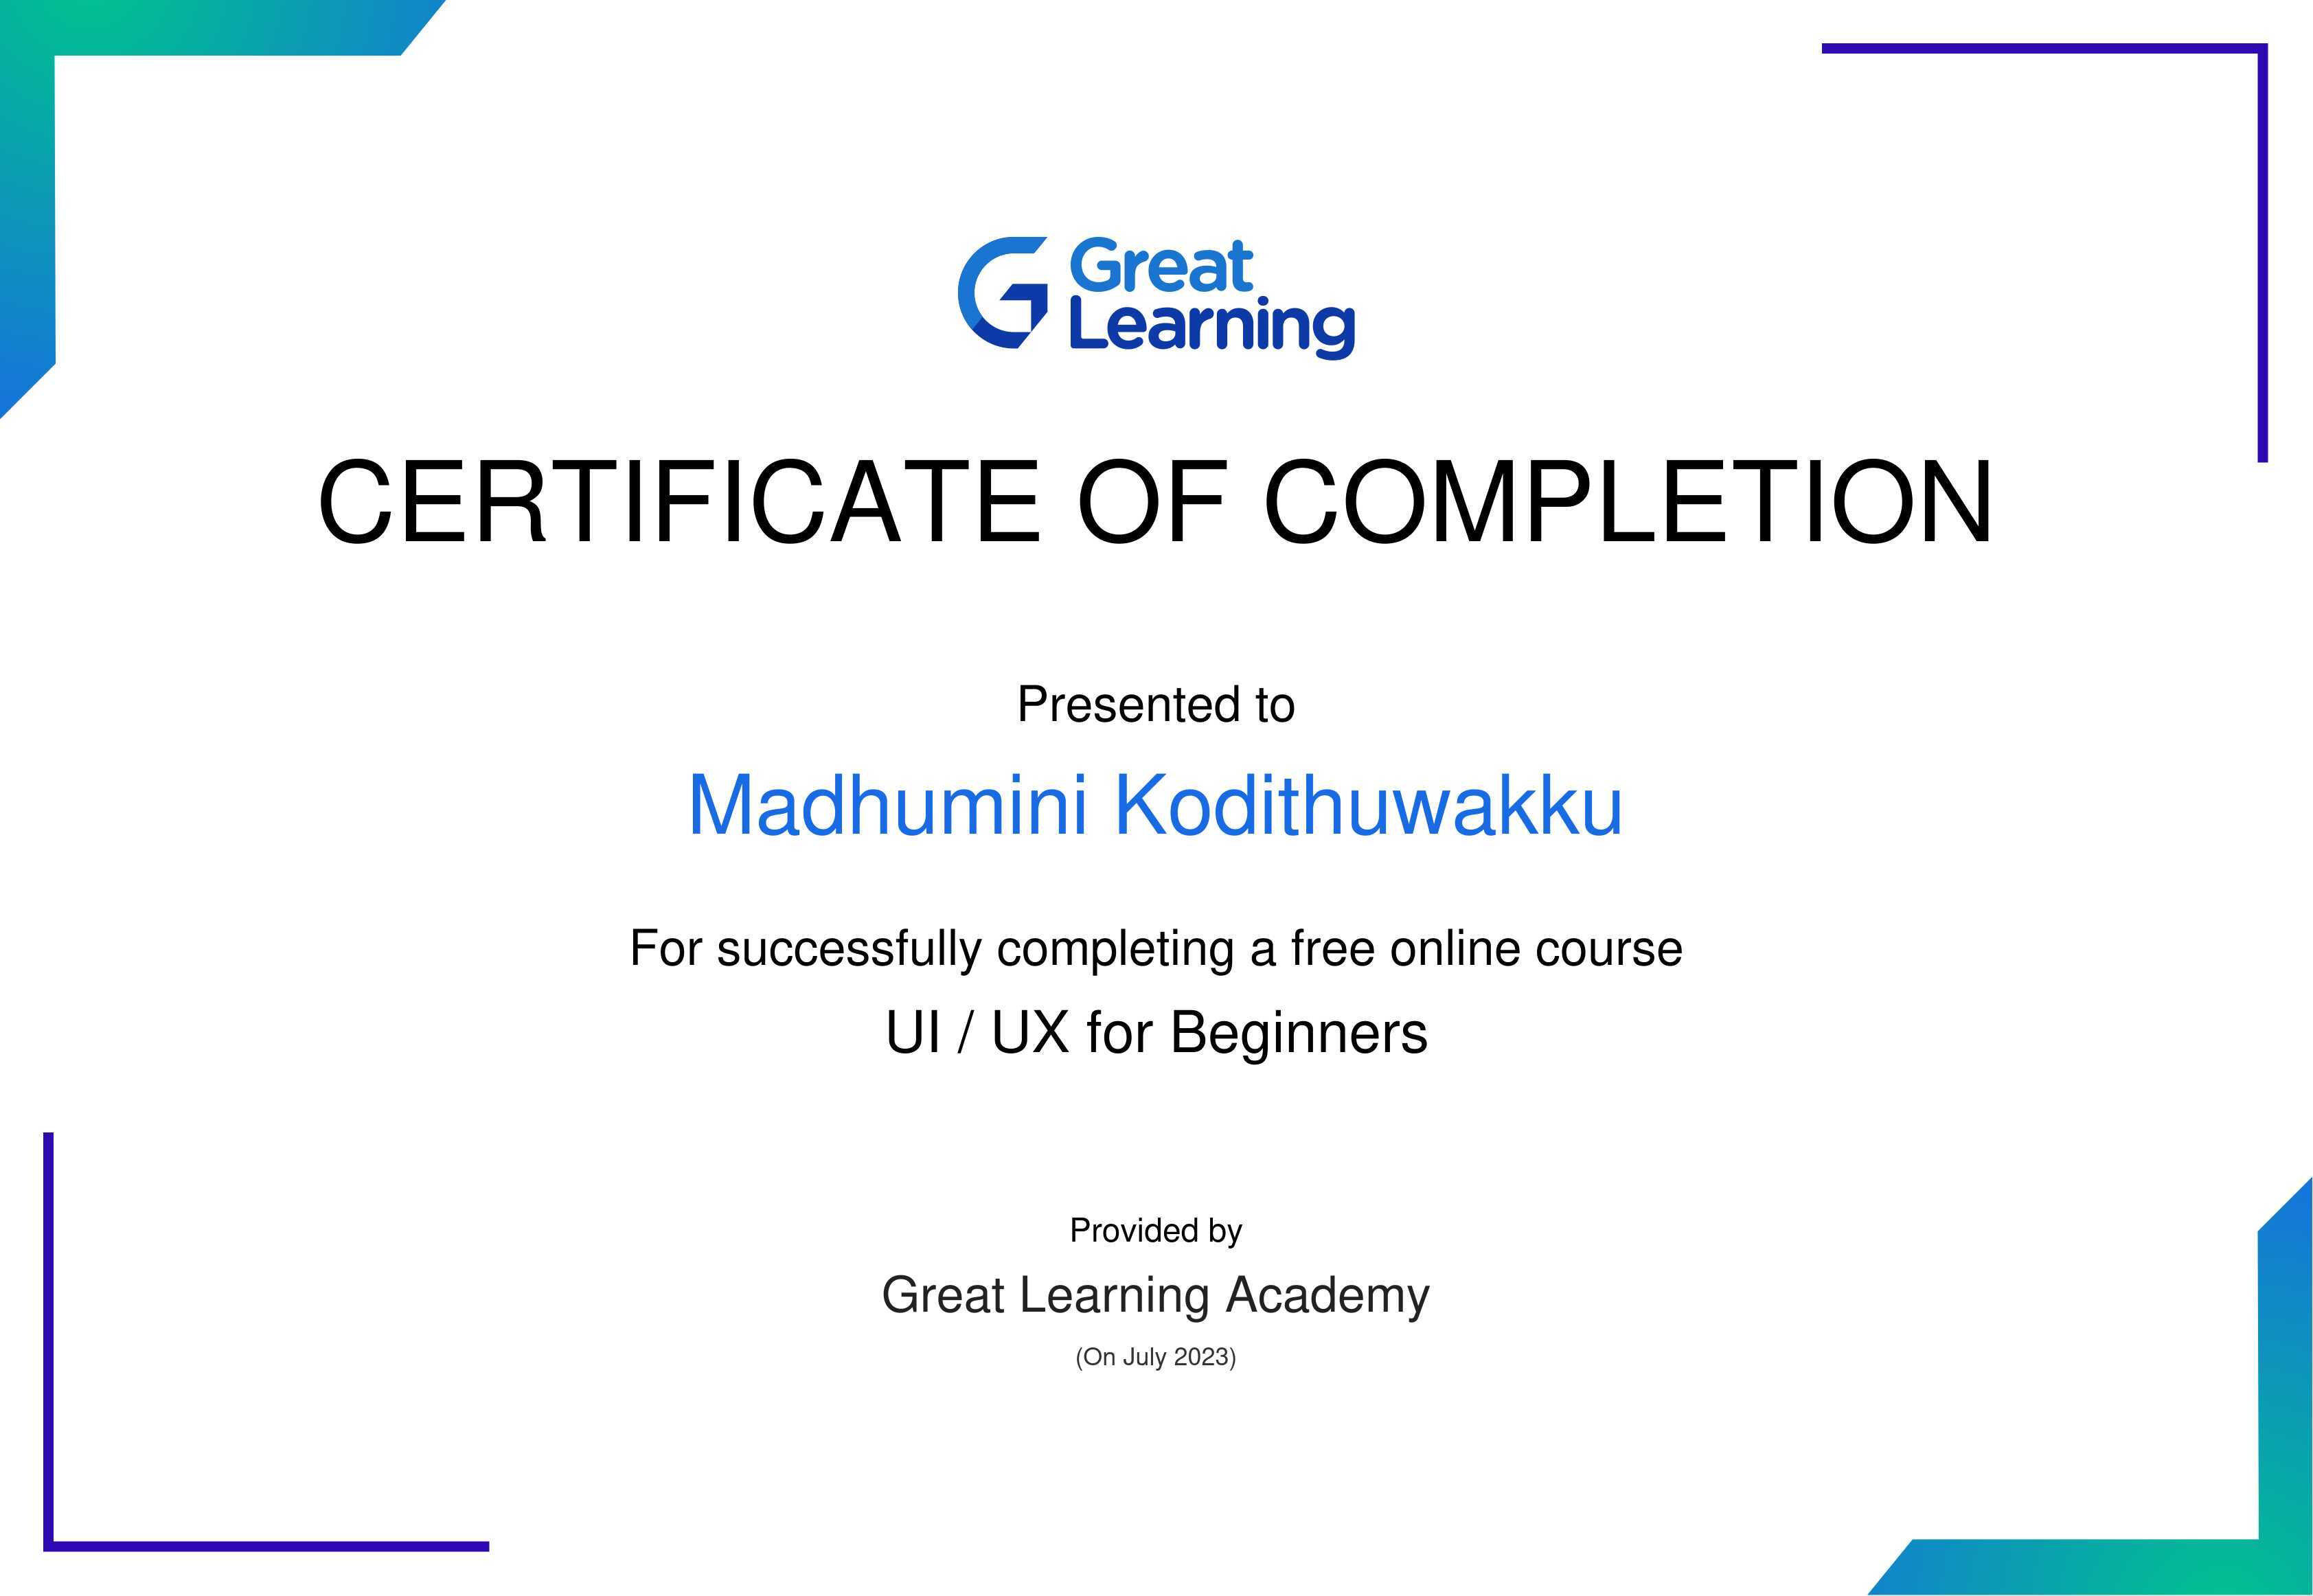 Great
Learning
CERTIFICATE OF COMPLETION
Presented to
Madhumini Kodithuwakku
For successfully completing a free online course
UI / UX for Beginners
Provided by
Great Learning Academy
(On July 2023)